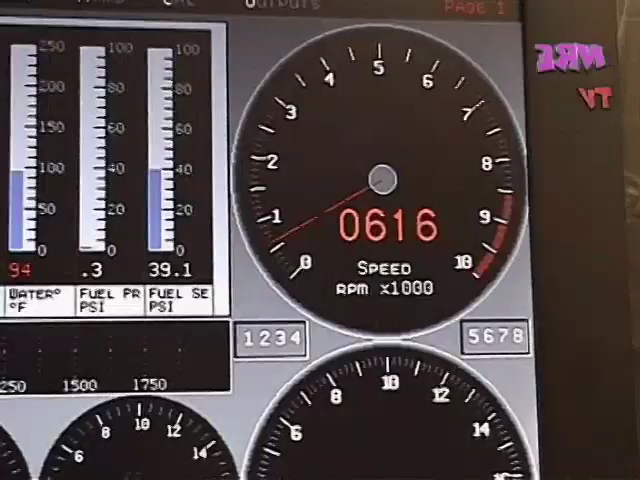 Outputs
PAGE 1
250
200
150
100
50
0
94
WATER°
°F
100
80
60
40
20
0
.3
FUEL PR
PSI
100
80
60
40
20
0
39.1
FUEL SE
PSI
0
1
2
3
4
5
6
7
8
9
10
0616
SPEED
RPM x1000
NRE
TV
1234
5678
250 1500 1750
6 8 10 12 14
6 8 10 12 14